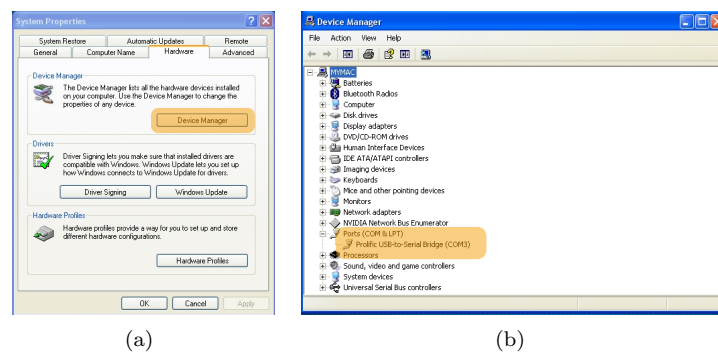 System Properties
System Restore Automatic Updates Remote
General Computer Name Hardware Advanced
Device Manager
The Device Manager lists all the hardware devices installed
on your computer. Use the Device Manager to change the
properties of any device.
Device Manager
Drivers
Driver Signing lets you make sure that installed drivers are
compatible with Windows. Windows Update lets you set up
how Windows connects to Windows Update for drivers.
Driver Signing Windows Update
Hardware Profiles
Hardware profiles provide a way for you to set up and store
different hardware configurations.
Hardware Profiles
OK Cancel Apply
(a)
Device Manager
File Action View Help
MYMAC
Batteries
Bluetooth Radios
Computer
Disk drives
Display adapters
DVD/CD-ROM drives
Human Interface Devices
IDE ATA/ATAPI controllers
Imaging devices
Keyboards
Mice and other pointing devices
Monitors
Network adapters
NVIDIA Network Bus Enumerator
Ports (COM & LPT)
Prolific USB-to-Serial Bridge (COM3)
Processors
Sound, video and game controllers
System devices
Universal Serial Bus controllers
(b)